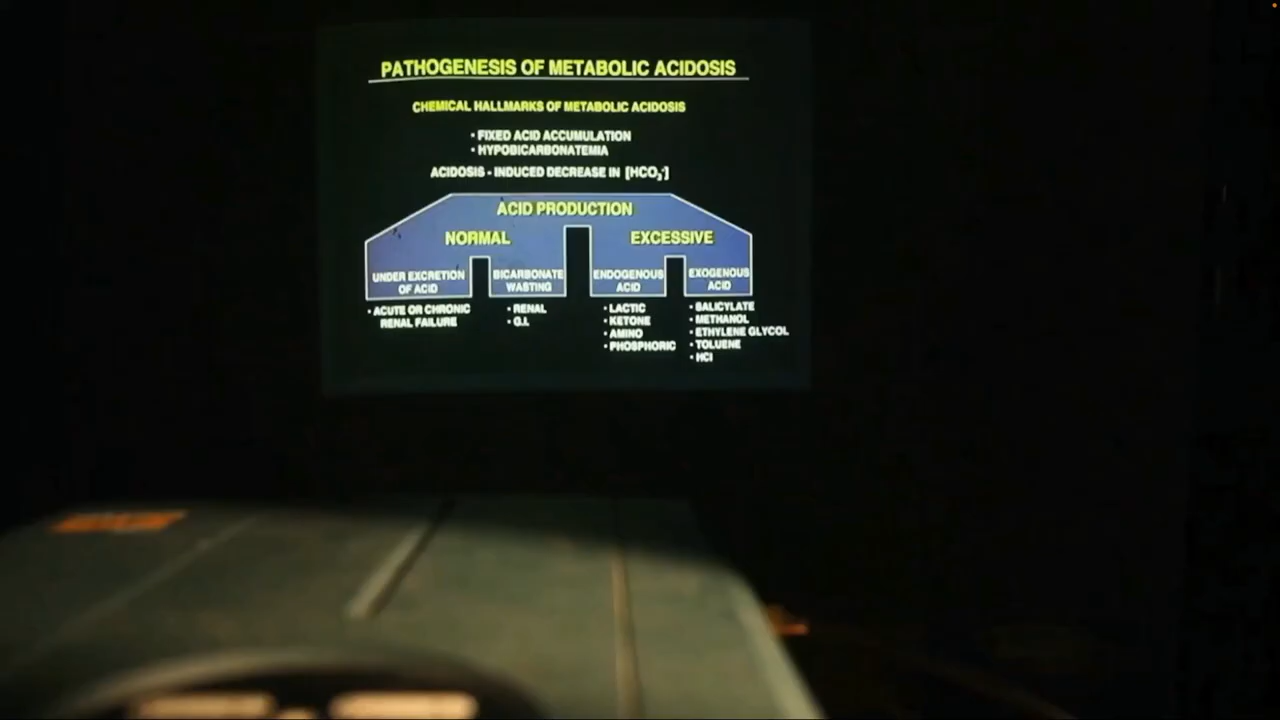 PATHOGENESIS OF METABOLIC ACIDOSIS
CHEMICAL HALLMARKS OF METABOLIC ACIDOSIS
• FIXED ACID ACCUMULATION
• HYPOBICARBONATEMIA
ACIDOSIS - INDUCED DECREASE IN [HCO₃⁻]
ACID PRODUCTION
NORMAL
EXCESSIVE
UNDER EXCRETION
OF ACID
• ACUTE OR CHRONIC
RENAL FAILURE
BICARBONATE
WASTING
• RENAL
• G.I.
ENDOGENOUS
ACID
• LACTIC
• KETONE
• AMINO
• PHOSPHORIC
EXOGENOUS
ACID
• SALICYLATE
• METHANOL
• ETHYLENE GLYCOL
• TOLUENE
• HCl